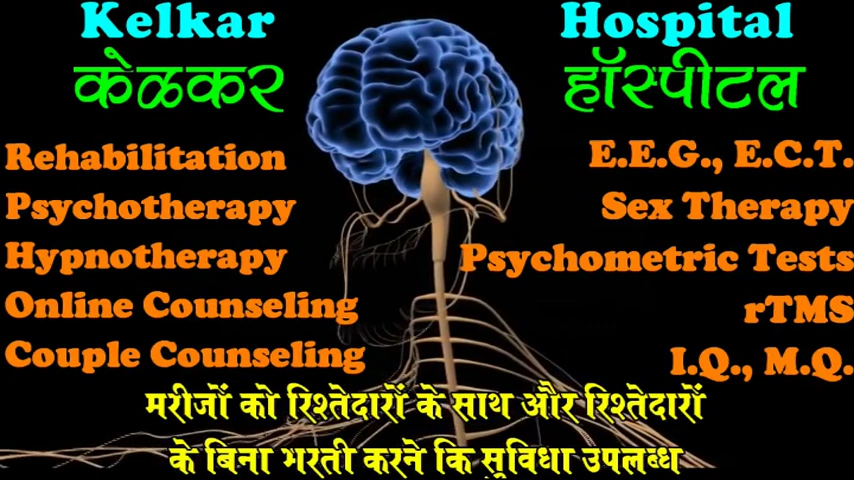 Kelkar Hospital
केळकर हॉस्पीटल
Rehabilitation
Psychotherapy
Hypnotherapy
Online Counseling
Couple Counseling
E.E.G., E.C.T.
Sex Therapy
Psychometric Tests
rTMS
I.Q., M.Q.
मरीजों को रिश्तेदारों के साथ और रिश्तेदारों
के बिना भरती करने कि सुविधा उपलब्ध